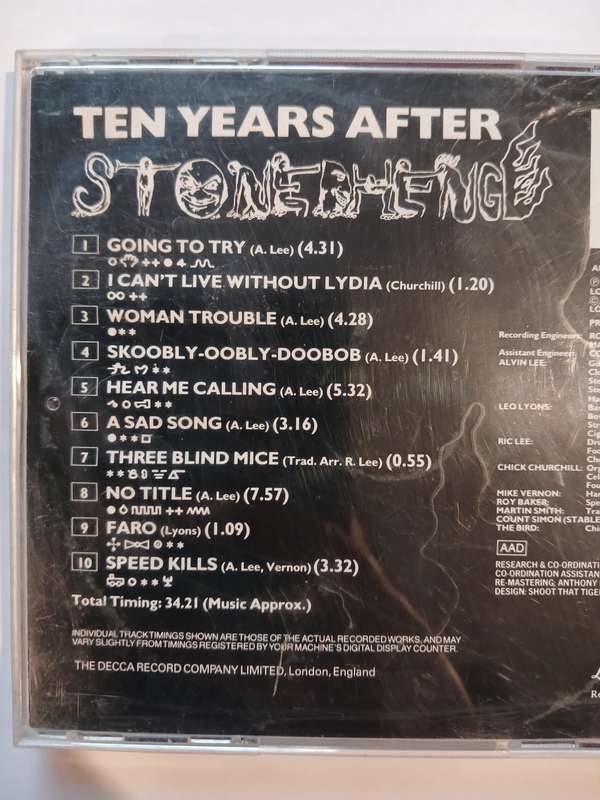 TEN YEARS AFTER
STONEDHENGE
1 GOING TO TRY (A. Lee) (4.31)
2 I CAN'T LIVE WITHOUT LYDIA (Churchill) (1.20)
3 WOMAN TROUBLE (A. Lee) (4.28)
4 SKOOBLY-OOBLY-DOOBOB (A. Lee) (1.41)
5 HEAR ME CALLING (A. Lee) (5.32)
6 A SAD SONG (A. Lee) (3.16)
7 THREE BLIND MICE (Trad. Arr. R. Lee) (0.55)
8 NO TITLE (A. Lee) (7.57)
9 FARO (Lyons) (1.09)
10 SPEED KILLS (A. Lee, Vernon) (3.32)
Total Timing: 34.21 (Music Approx.)
INDIVIDUAL TRACK TIMINGS SHOWN ARE THOSE OF THE ACTUAL RECORDED WORKS, AND MAY
VARY SLIGHTLY FROM TIMINGS REGISTERED BY YOUR MACHINE'S DIGITAL DISPLAY COUNTER.
THE DECCA RECORD COMPANY LIMITED, London, England
Recording Engineers:
Assistant Engineer:
ALVIN LEE:
LEO LYONS:
RIC LEE:
CHICK CHURCHILL:
MIKE VERNON:
ROY BAKER:
MARTIN SMITH:
COUNT SIMON (STABLE
THE BIRD:
AAD
RESEARCH & CO-ORDINA
CO-ORDINATION ASSISTAN
RE-MASTERING; ANTHONY
DESIGN: SHOOT THAT TIGE